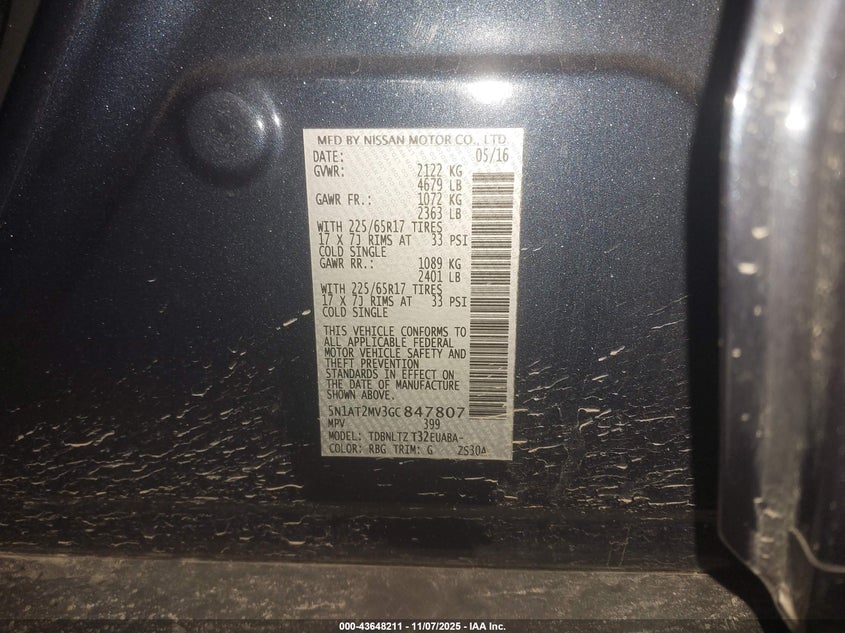 MFD BY NISSAN MOTOR CO., LTD.
DATE: 05/16
GVWR: 2122 KG
4679 LB
GAWR FR.: 1072 KG
2363 LB
WITH 225/65R17 TIRES
17 X 7J RIMS AT 33 PSI
COLD SINGLE
GAWR RR.: 1089 KG
2401 LB
WITH 225/65R17 TIRES
17 X 7J RIMS AT 33 PSI
COLD SINGLE
THIS VEHICLE CONFORMS TO
ALL APPLICABLE FEDERAL
MOTOR VEHICLE SAFETY AND
THEFT PREVENTION
STANDARDS IN EFFECT ON
THE DATE OF MANUFACTURE
SHOWN ABOVE.
5N1AT2MV3GC847807
MPV 399
MODEL: TDBNLTZ T32EUABA-
COLOR: RBG TRIM: G ZS30A
000-43648211 - 11/07/2025 - IAA Inc.